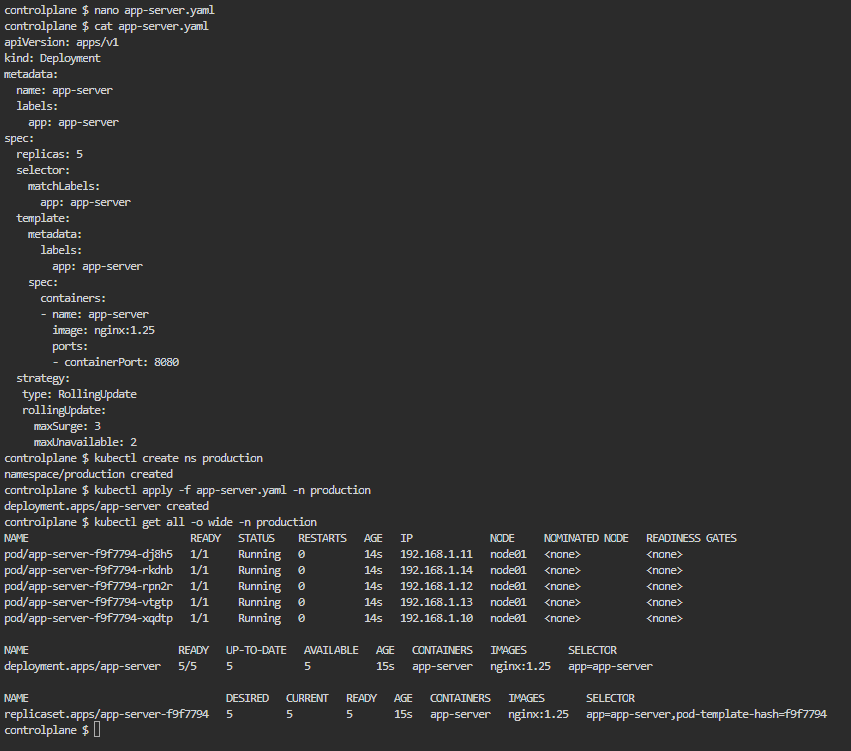 controlplane $ nano app-server.yaml
controlplane $ cat app-server.yaml
apiVersion: apps/v1
kind: Deployment
metadata:
  name: app-server
  labels:
    app: app-server
spec:
  replicas: 5
  selector:
    matchLabels:
      app: app-server
  template:
    metadata:
      labels:
        app: app-server
    spec:
      containers:
      - name: app-server
        image: nginx:1.25
        ports:
        - containerPort: 8080
  strategy:
   type: RollingUpdate
   rollingUpdate:
     maxSurge: 3
     maxUnavailable: 2
controlplane $ kubectl create ns production
namespace/production created
controlplane $ kubectl apply -f app-server.yaml -n production
deployment.apps/app-server created
controlplane $ kubectl get all -o wide -n production
NAME                           READY   STATUS    RESTARTS   AGE   IP             NODE     NOMINATED NODE   READINESS GATES
pod/app-server-f9f7794-dj8h5   1/1     Running   0          14s   192.168.1.11   node01   <none>           <none>
pod/app-server-f9f7794-rkdnb   1/1     Running   0          14s   192.168.1.14   node01   <none>           <none>
pod/app-server-f9f7794-rpn2r   1/1     Running   0          14s   192.168.1.12   node01   <none>           <none>
pod/app-server-f9f7794-vtgtp   1/1     Running   0          14s   192.168.1.13   node01   <none>           <none>
pod/app-server-f9f7794-xqdtp   1/1     Running   0          14s   192.168.1.10   node01   <none>           <none>

NAME                         READY   UP-TO-DATE   AVAILABLE   AGE   CONTAINERS   IMAGES       SELECTOR
deployment.apps/app-server   5/5     5            5           15s   app-server   nginx:1.25   app=app-server

NAME                                 DESIRED   CURRENT   READY   AGE   CONTAINERS   IMAGES       SELECTOR
replicaset.apps/app-server-f9f7794   5         5         5       15s   app-server   nginx:1.25   app=app-server,pod-template-hash=f9f7794
controlplane $